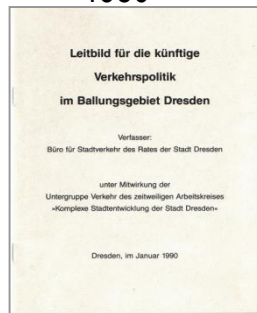 Leitbild für die künftige
Verkehrspolitik
im Ballungsgebiet Dresden
Verfasser:
Büro für Stadtverkehr des Rates der Stadt Dresden
unter Mitwirkung der
Untergruppe Verkehr des zeitweiligen Arbeitskreises
»Komplexe Stadtentwicklung der Stadt Dresden«
Dresden, im Januar 1990